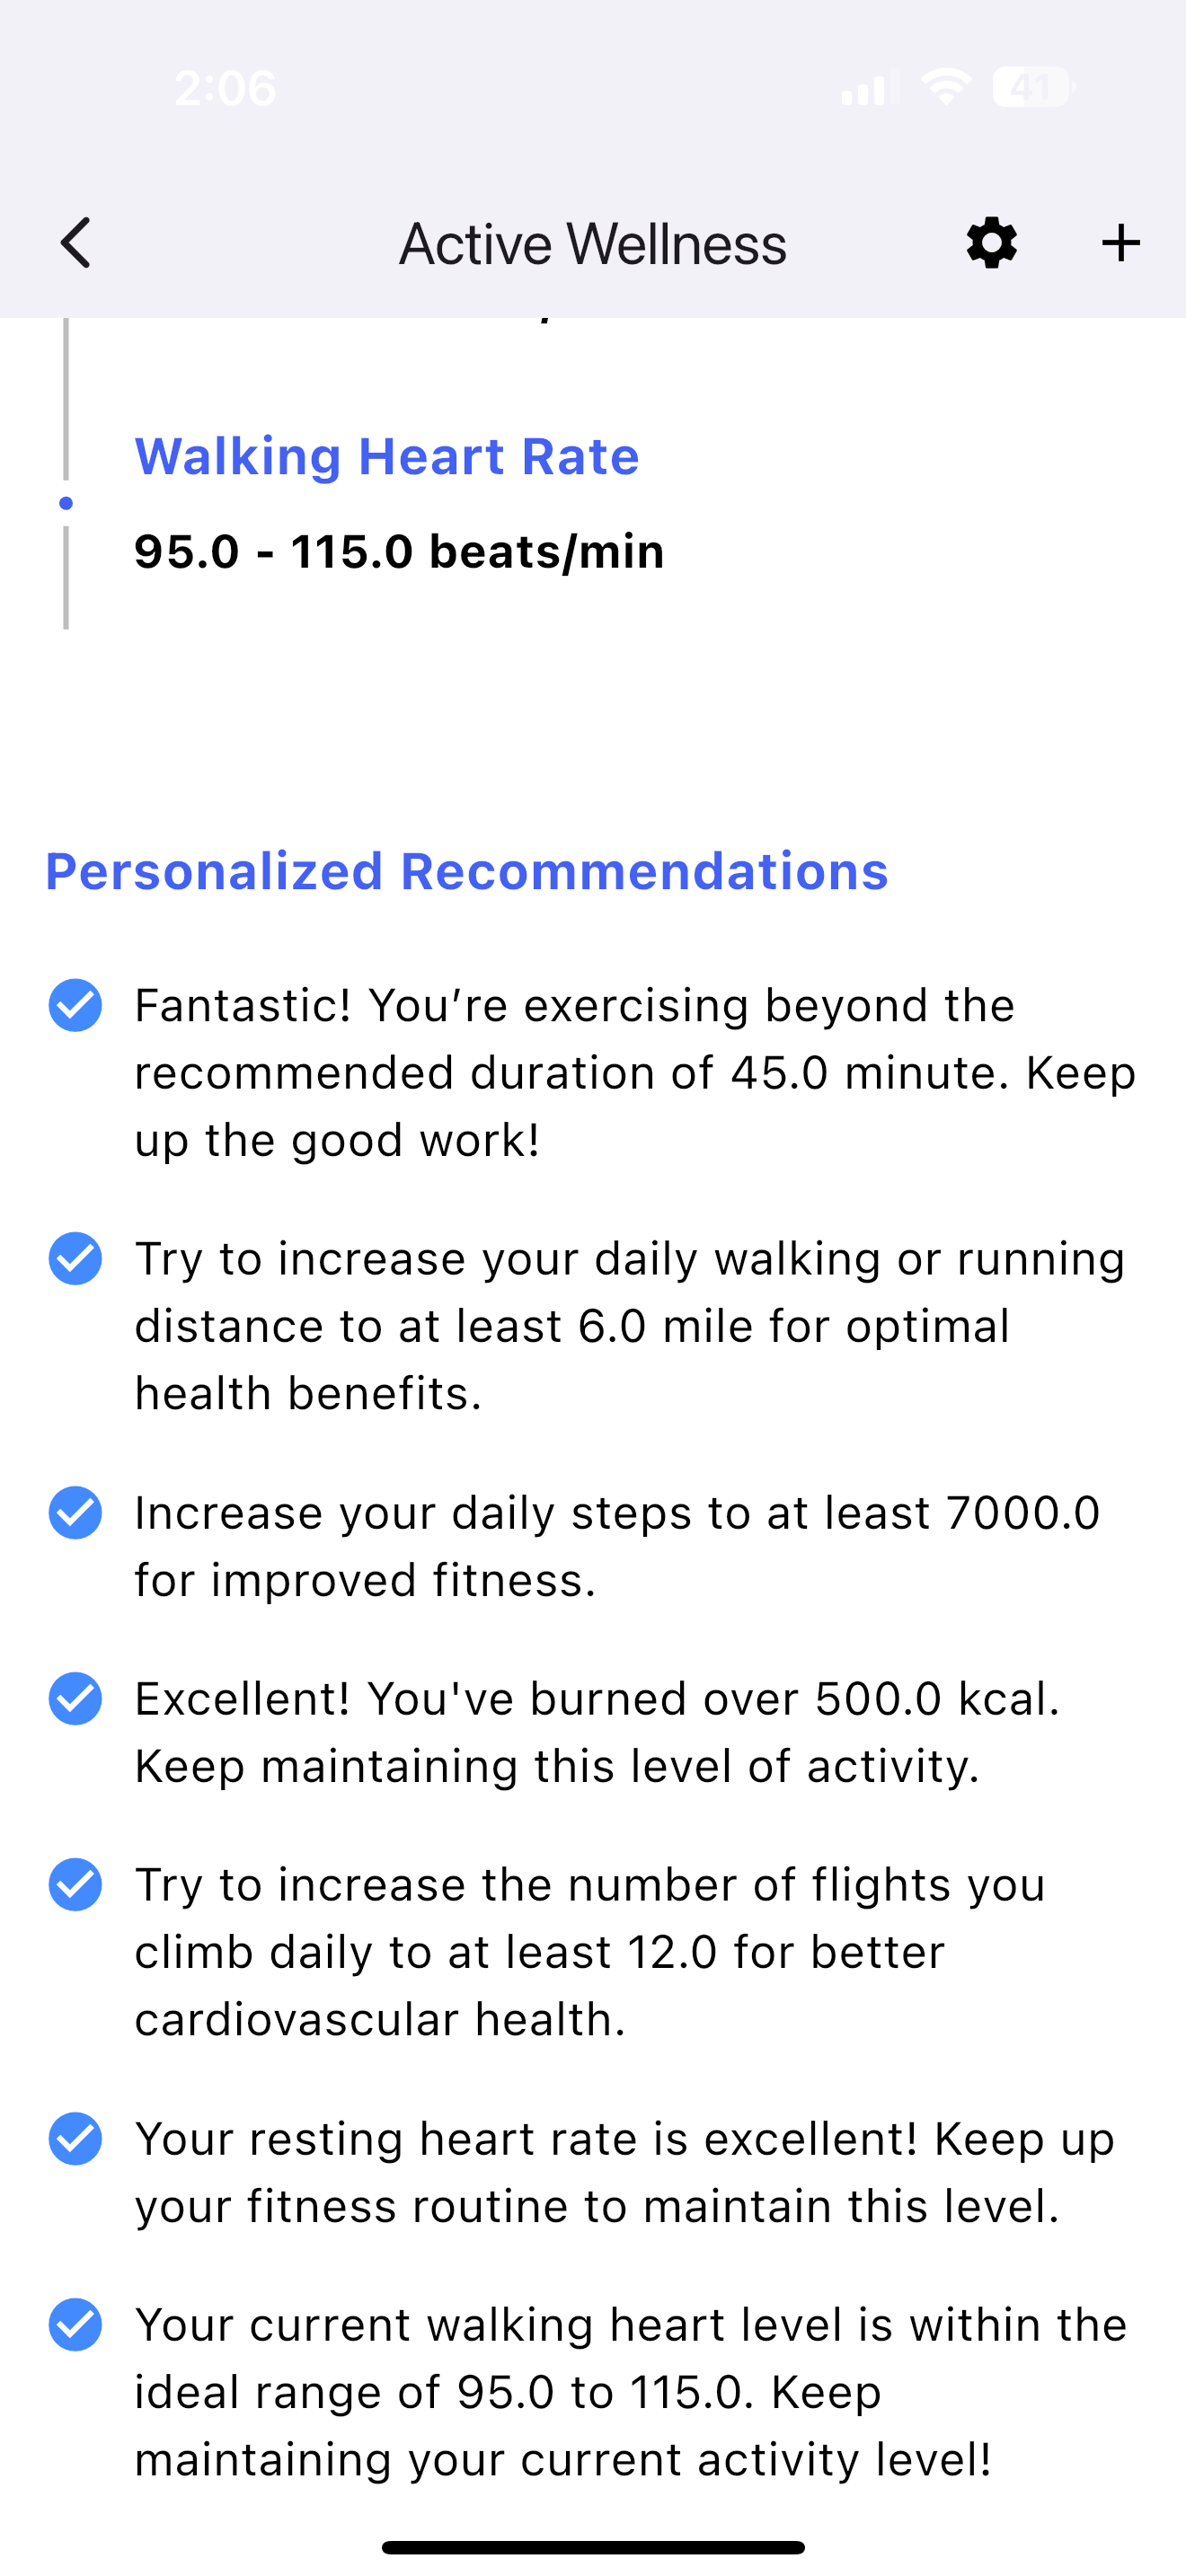 2:06
41
Active Wellness
Walking Heart Rate
95.0 - 115.0 beats/min
Personalized Recommendations
Fantastic! You’re exercising beyond the
recommended duration of 45.0 minute. Keep
up the good work!
Try to increase your daily walking or running
distance to at least 6.0 mile for optimal
health benefits.
Increase your daily steps to at least 7000.0
for improved fitness.
Excellent! You've burned over 500.0 kcal.
Keep maintaining this level of activity.
Try to increase the number of flights you
climb daily to at least 12.0 for better
cardiovascular health.
Your resting heart rate is excellent! Keep up
your fitness routine to maintain this level.
Your current walking heart level is within the
ideal range of 95.0 to 115.0. Keep
maintaining your current activity level!